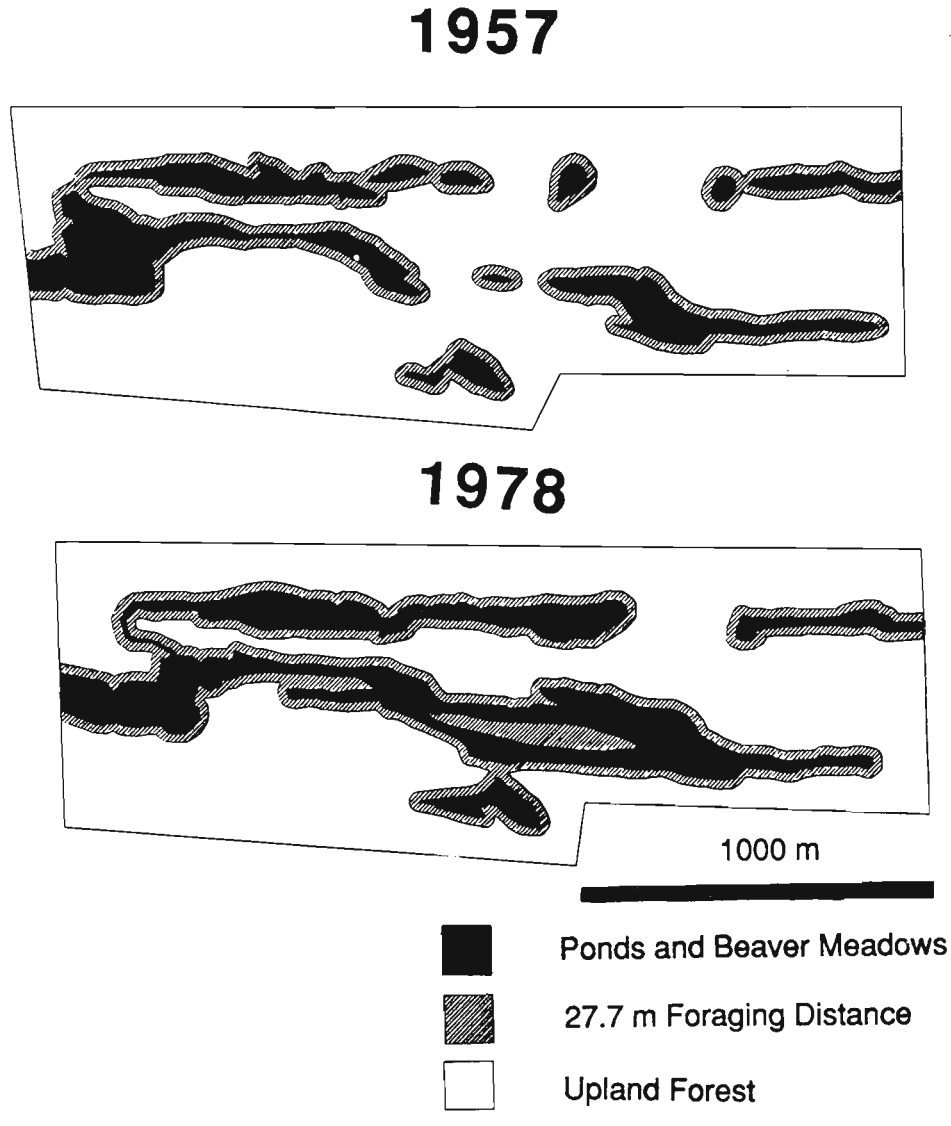 1957
1978
1000 m
Ponds and Beaver Meadows
27.7 m Foraging Distance
Upland Forest